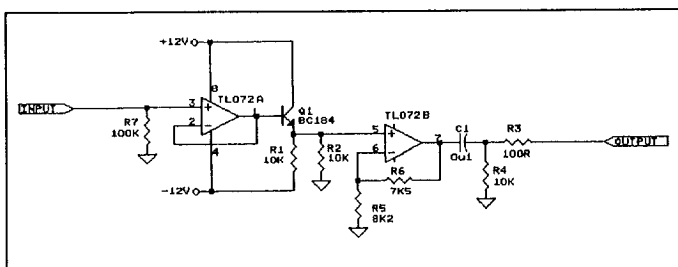 +12V
8
TL072A
Q1
BC184
INPUT
3
2
4
R7
100K
-12V
R1
10K
R2
10K
TL072B
5
6
7
R6
7K5
R5
8K2
C1
0u1
R3
100R
R4
10K
OUTPUT